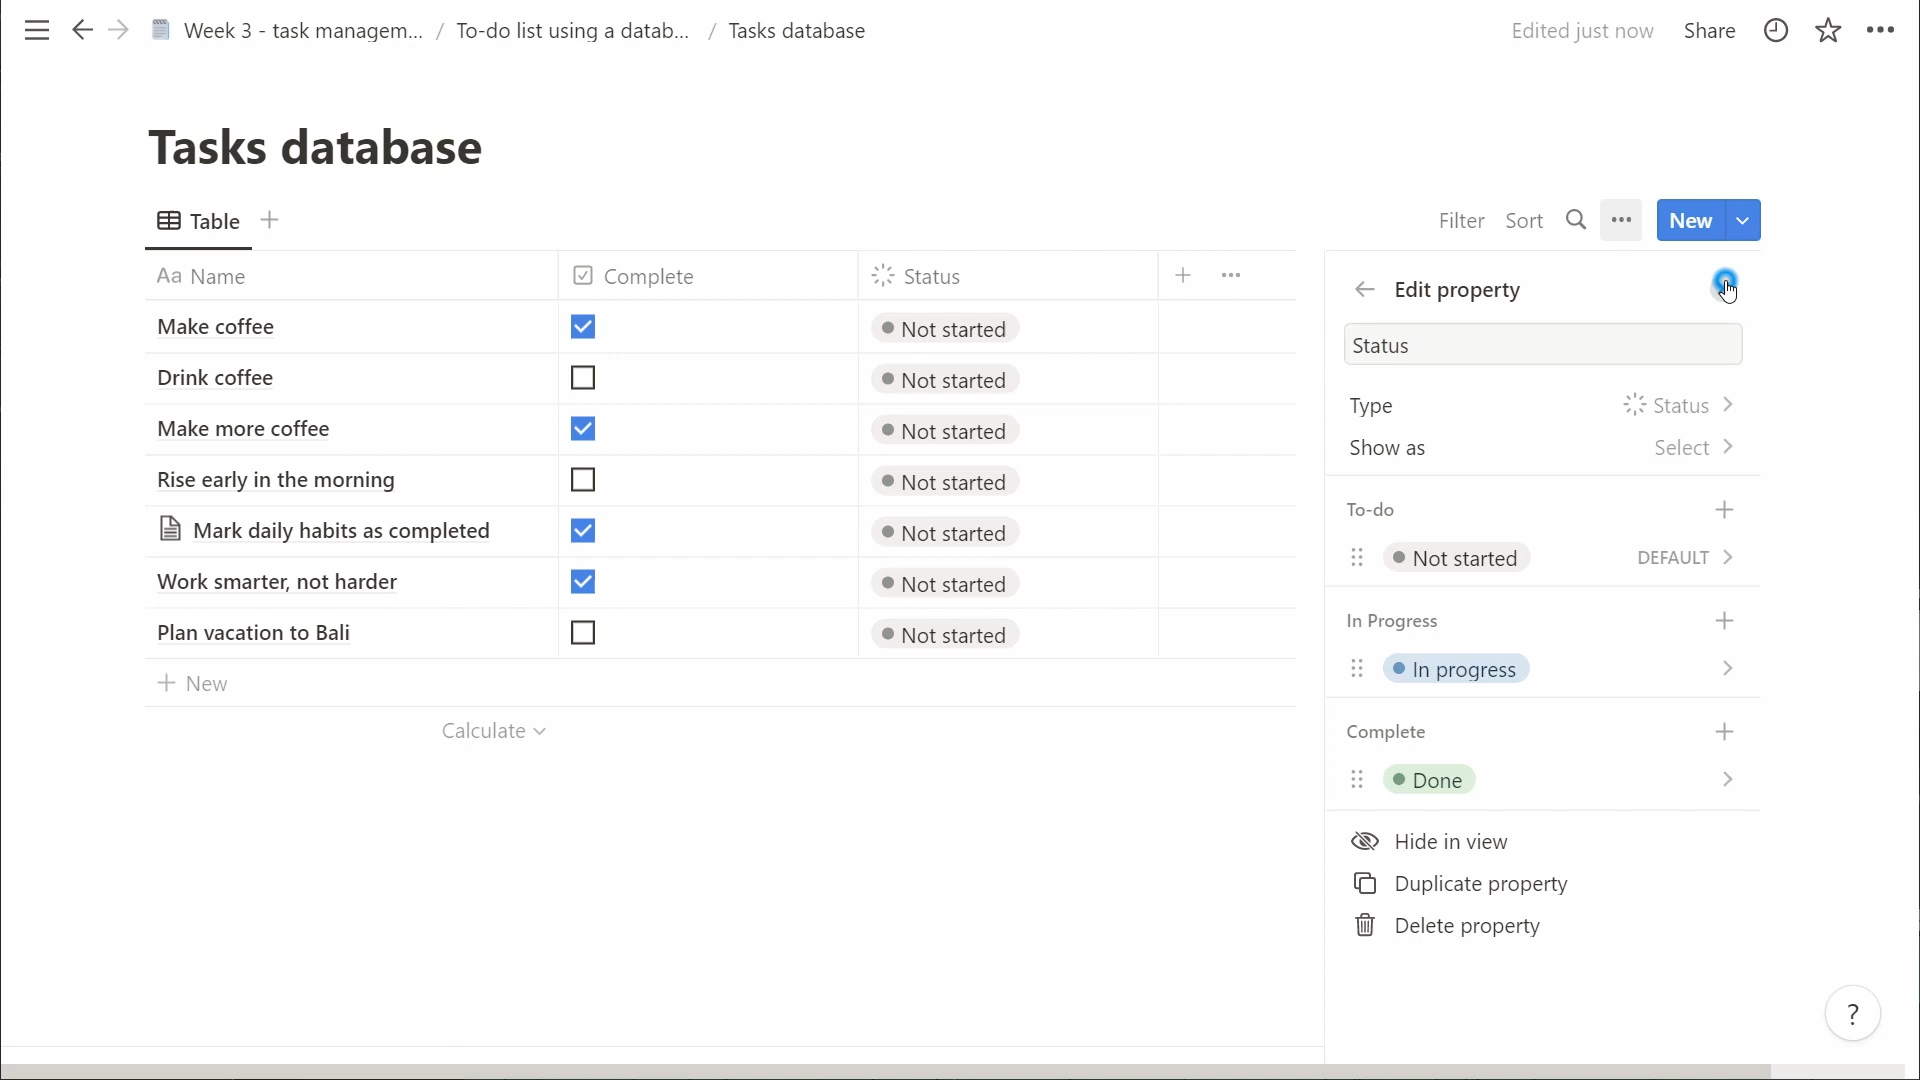 Week 3 - task managem... / To-do list using a datab... / Tasks database
Edited just now Share
Tasks database
Table
Filter Sort New
Aa Name Complete Status
Make coffee Not started
Drink coffee Not started
Make more coffee Not started
Rise early in the morning Not started
Mark daily habits as completed Not started
Work smarter, not harder Not started
Plan vacation to Bali Not started
+ New
Calculate
Edit property
Status
Type Status
Show as Select
To-do
Not started DEFAULT
In Progress
In progress
Complete
Done
Hide in view
Duplicate property
Delete property
?